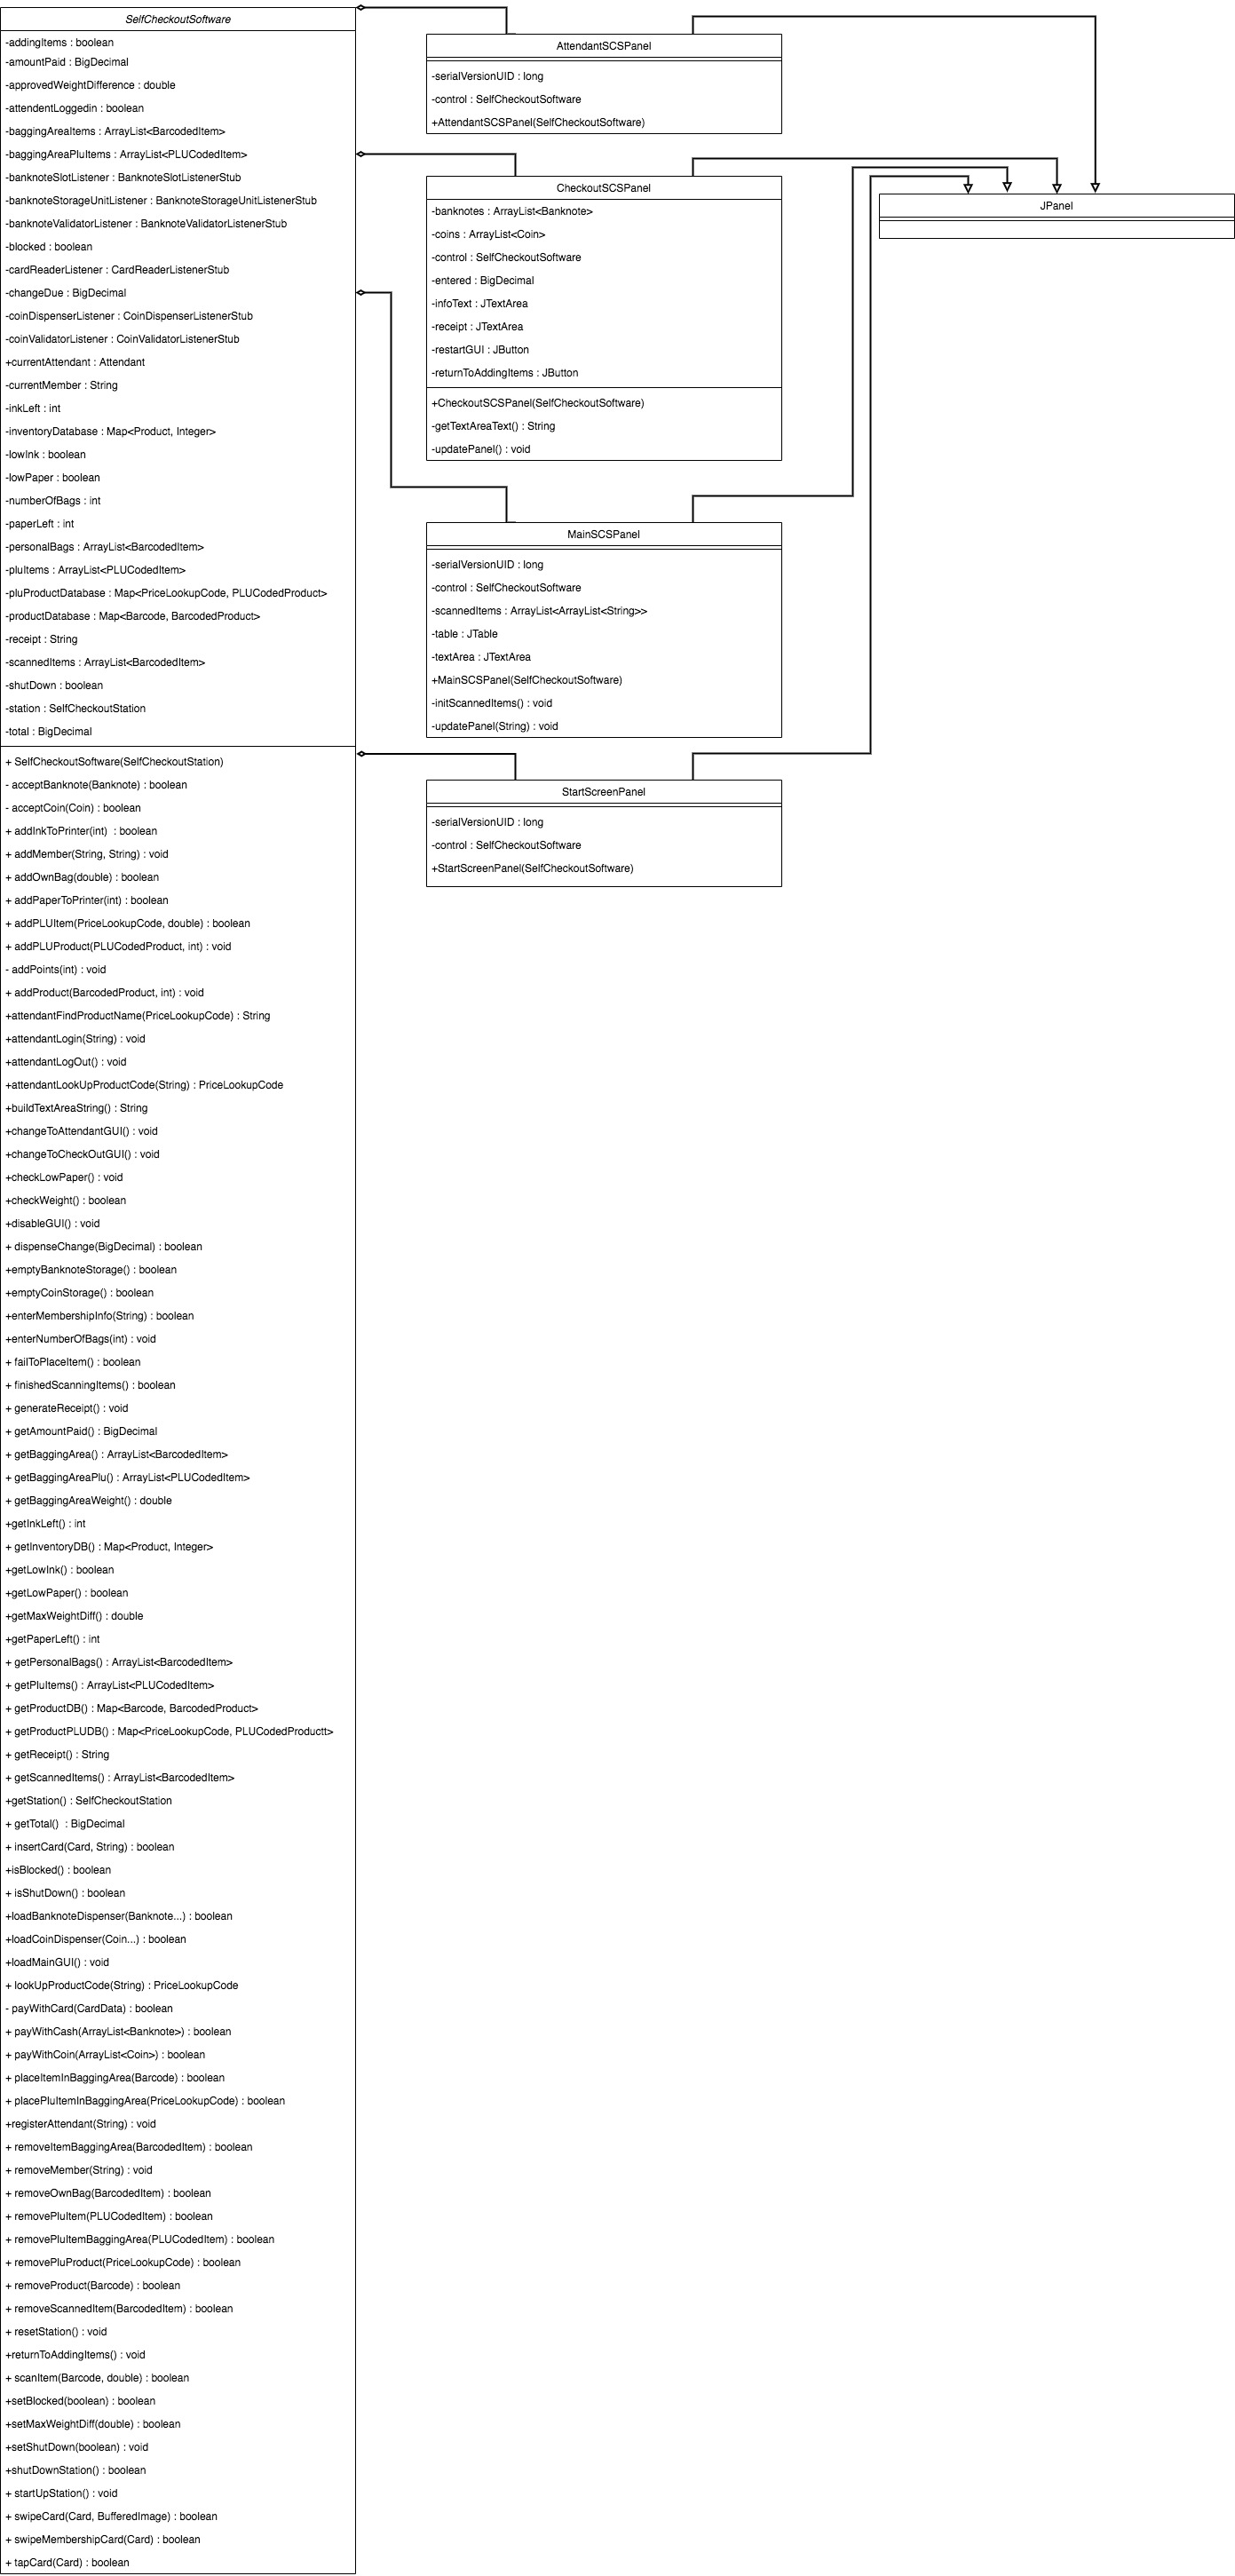 SelfCheckoutSoftware
-addingItems : boolean
-amountPaid : BigDecimal
-approvedWeightDifference : double
-attendentLoggedin : boolean
-baggingAreaItems : ArrayList<BarcodedItem>
-baggingAreaPluItems : ArrayList<PLUCodedItem>
-banknoteSlotListener : BanknoteSlotListenerStub
-banknoteStorageUnitListener : BanknoteStorageUnitListenerStub
-banknoteValidatorListener : BanknoteValidatorListenerStub
-blocked : boolean
-cardReaderListener : CardReaderListenerStub
-changeDue : BigDecimal
-coinDispenserListener : CoinDispenserListenerStub
-coinValidatorListener : CoinValidatorListenerStub
+currentAttendant : Attendant
-currentMember : String
-inkLeft : int
-inventoryDatabase : Map<Product, Integer>
-lowInk : boolean
-lowPaper : boolean
-numberOfBags : int
-paperLeft : int
-personalBags : ArrayList<BarcodedItem>
-pluItems : ArrayList<PLUCodedItem>
-pluProductDatabase : Map<PriceLookupCode, PLUCodedProduct>
-productDatabase : Map<Barcode, BarcodedProduct>
-receipt : String
-scannedItems : ArrayList<BarcodedItem>
-shutDown : boolean
-station : SelfCheckoutStation
-total : BigDecimal
+ SelfCheckoutSoftware(SelfCheckoutStation)
- acceptBanknote(Banknote) : boolean
- acceptCoin(Coin) : boolean
+ addInkToPrinter(int)  : boolean
+ addMember(String, String) : void
+ addOwnBag(double) : boolean
+ addPaperToPrinter(int) : boolean
+ addPLUItem(PriceLookupCode, double) : boolean
+ addPLUProduct(PLUCodedProduct, int) : void
- addPoints(int) : void
+ addProduct(BarcodedProduct, int) : void
+attendantFindProductName(PriceLookupCode) : String
+attendantLogin(String) : void
+attendantLogOut() : void
+attendantLookUpProductCode(String) : PriceLookupCode
+buildTextAreaString() : String
+changeToAttendantGUI() : void
+changeToCheckOutGUI() : void
+checkLowPaper() : void
+checkWeight() : boolean
+disableGUI() : void
+ dispenseChange(BigDecimal) : boolean
+emptyBanknoteStorage() : boolean
+emptyCoinStorage() : boolean
+enterMembershipInfo(String) : boolean
+enterNumberOfBags(int) : void
+ failToPlaceItem() : boolean
+ finishedScanningItems() : boolean
+ generateReceipt() : void
+ getAmountPaid() : BigDecimal
+ getBaggingArea() : ArrayList<BarcodedItem>
+ getBaggingAreaPlu() : ArrayList<PLUCodedItem>
+ getBaggingAreaWeight() : double
+getInkLeft() : int
+ getInventoryDB() : Map<Product, Integer>
+getLowInk() : boolean
+getLowPaper() : boolean
+getMaxWeightDiff() : double
+getPaperLeft() : int
+ getPersonalBags() : ArrayList<BarcodedItem>
+ getPluItems() : ArrayList<PLUCodedItem>
+ getProductDB() : Map<Barcode, BarcodedProduct>
+ getProductPLUDB() : Map<PriceLookupCode, PLUCodedProductt>
+ getReceipt() : String
+ getScannedItems() : ArrayList<BarcodedItem>
+getStation() : SelfCheckoutStation
+ getTotal()  : BigDecimal
+ insertCard(Card, String) : boolean
+isBlocked() : boolean
+ isShutDown() : boolean
+loadBanknoteDispenser(Banknote...) : boolean
+loadCoinDispenser(Coin...) : boolean
+loadMainGUI() : void
+ lookUpProductCode(String) : PriceLookupCode
- payWithCard(CardData) : boolean
+ payWithCash(ArrayList<Banknote>) : boolean
+ payWithCoin(ArrayList<Coin>) : boolean
+ placeItemInBaggingArea(Barcode) : boolean
+ placePluItemInBaggingArea(PriceLookupCode) : boolean
+registerAttendant(String) : void
+ removeItemBaggingArea(BarcodedItem) : boolean
+ removeMember(String) : void
+ removeOwnBag(BarcodedItem) : boolean
+ removePluItem(PLUCodedItem) : boolean
+ removePluItemBaggingArea(PLUCodedItem) : boolean
+ removePluProduct(PriceLookupCode) : boolean
+ removeProduct(Barcode) : boolean
+ removeScannedItem(BarcodedItem) : boolean
+ resetStation() : void
+returnToAddingItems() : void
+ scanItem(Barcode, double) : boolean
+setBlocked(boolean) : boolean
+setMaxWeightDiff(double) : boolean
+setShutDown(boolean) : void
+shutDownStation() : boolean
+ startUpStation() : void
+ swipeCard(Card, BufferedImage) : boolean
+ swipeMembershipCard(Card) : boolean
+ tapCard(Card) : boolean
AttendantSCSPanel
-serialVersionUID : long
-control : SelfCheckoutSoftware
+AttendantSCSPanel(SelfCheckoutSoftware)
CheckoutSCSPanel
-banknotes : ArrayList<Banknote>
-coins : ArrayList<Coin>
-control : SelfCheckoutSoftware
-entered : BigDecimal
-infoText : JTextArea
-receipt : JTextArea
-restartGUI : JButton
-returnToAddingItems : JButton
+CheckoutSCSPanel(SelfCheckoutSoftware)
-getTextAreaText() : String
-updatePanel() : void
MainSCSPanel
-serialVersionUID : long
-control : SelfCheckoutSoftware
-scannedItems : ArrayList<ArrayList<String>>
-table : JTable
-textArea : JTextArea
+MainSCSPanel(SelfCheckoutSoftware)
-initScannedItems() : void
-updatePanel(String) : void
StartScreenPanel
-serialVersionUID : long
-control : SelfCheckoutSoftware
+StartScreenPanel(SelfCheckoutSoftware)
JPanel